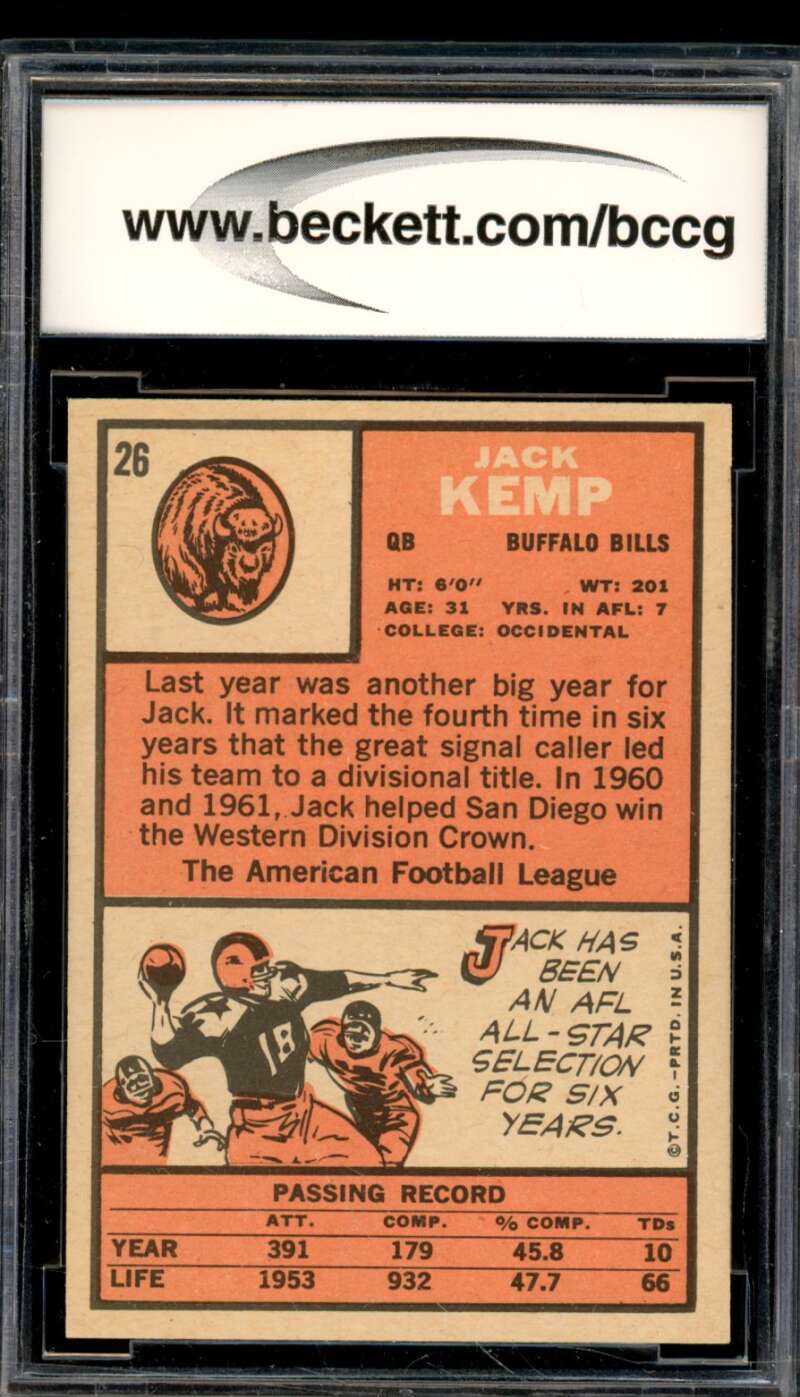 www.beckett.com/bccg
26
JACK
KEMP
QB BUFFALO BILLS
HT: 6'0" WT: 201
AGE: 31 YRS. IN AFL: 7
COLLEGE: OCCIDENTAL
Last year was another big year for
Jack. It marked the fourth time in six
years that the great signal caller led
his team to a divisional title. In 1960
and 1961, Jack helped San Diego win
the Western Division Crown.
The American Football League
18
JACK HAS
BEEN
AN AFL
ALL-STAR
SELECTION
FOR SIX
YEARS.
©T.C.G.-PRTD. IN U.S.A.
PASSING RECORD
ATT. COMP. % COMP. TDs
YEAR 391 179 45.8 10
LIFE 1953 932 47.7 66